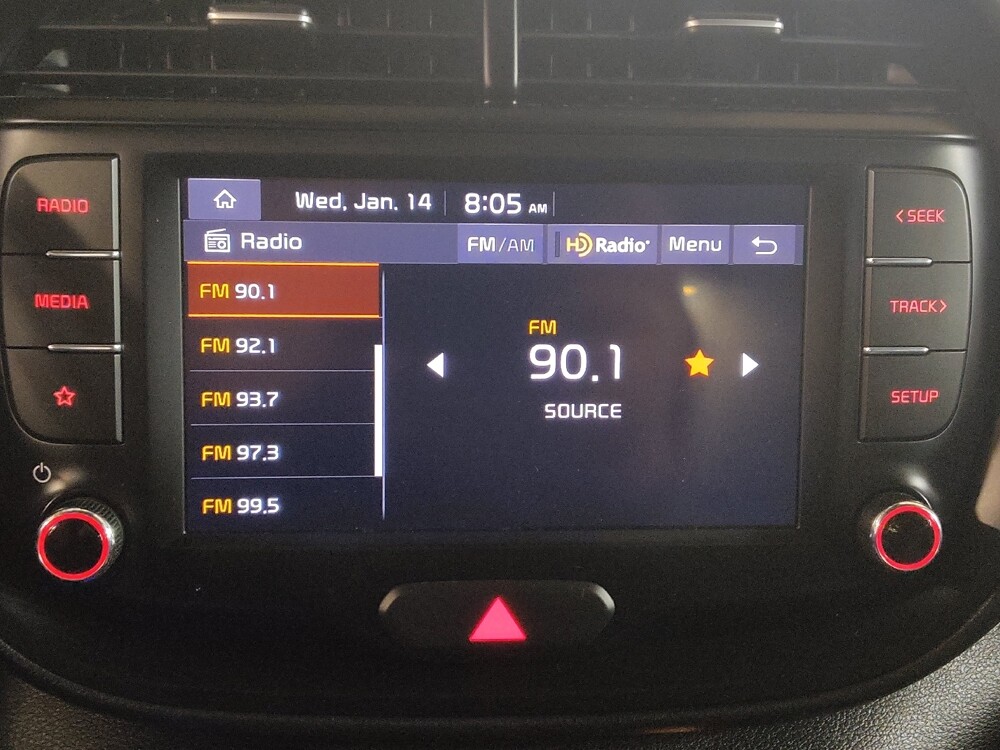 Wed, Jan. 14 8:05 AM
RADIO
MEDIA
Radio FM/AM HD Radio Menu
FM 90.1
FM 92.1
FM 93.7
FM 97.3
FM 99.5
FM
90.1
SOURCE
< SEEK
TRACK >
SETUP